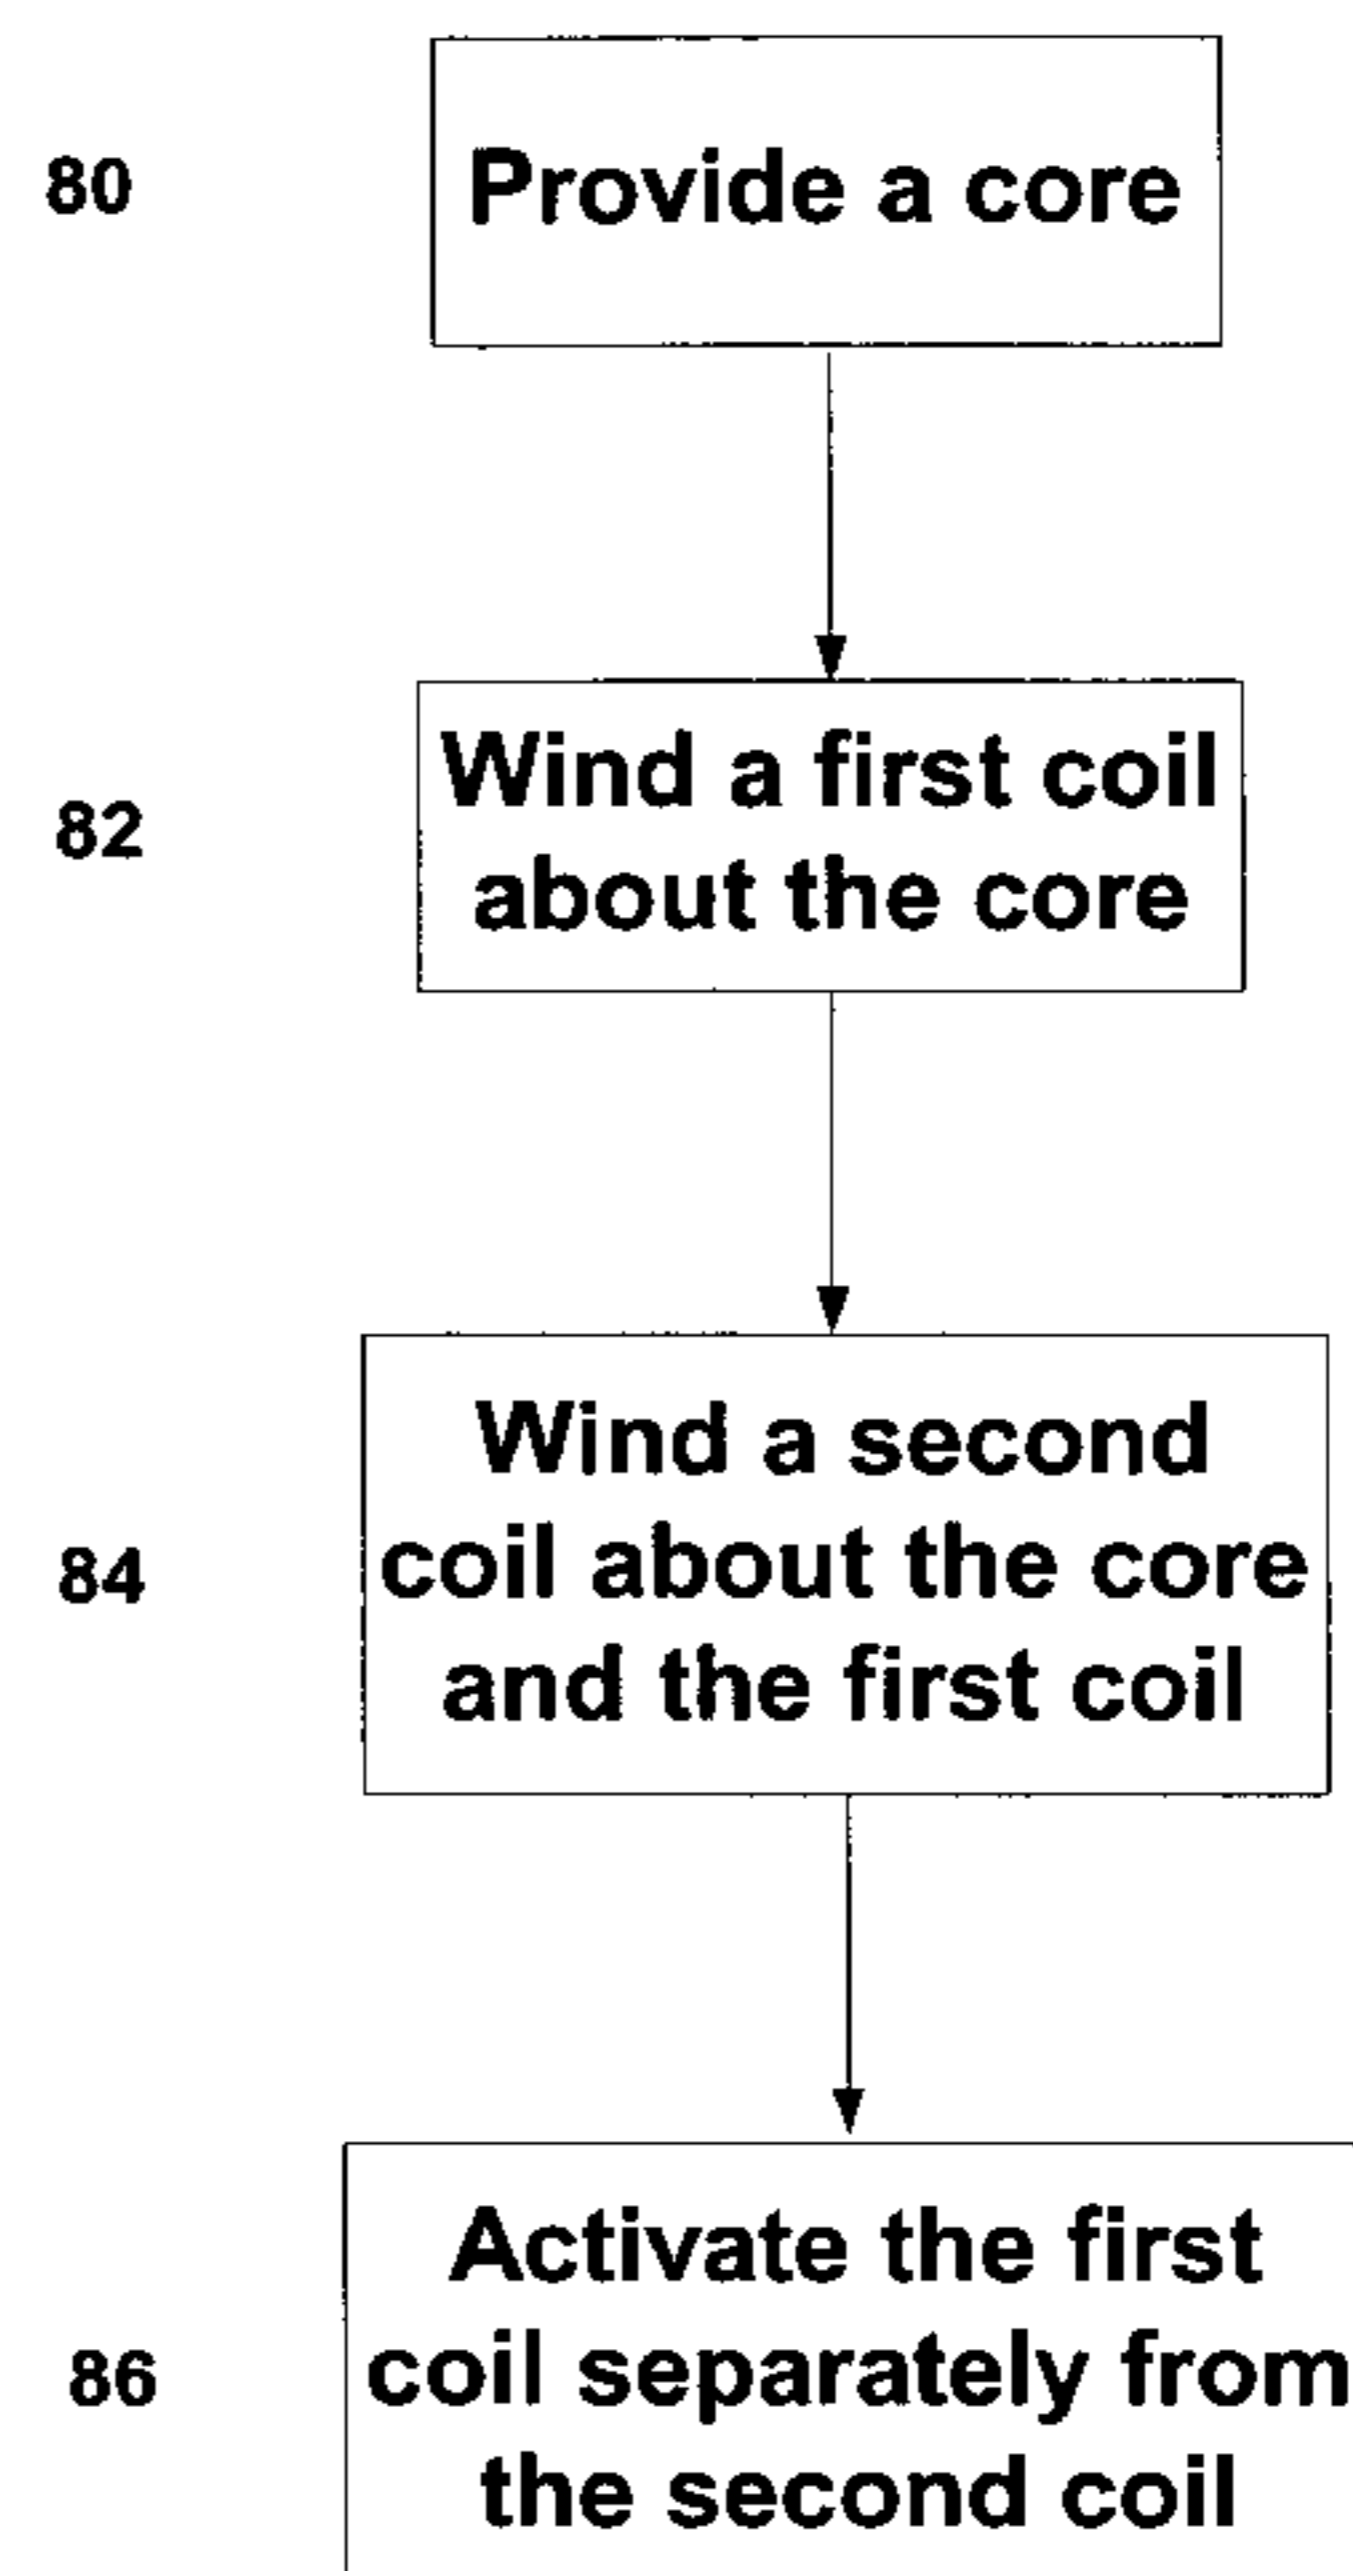 80
Provide a core
82
Wind a first coil
about the core
84
Wind a second
coil about the core
and the first coil
86
Activate the first
coil separately from
the second coil